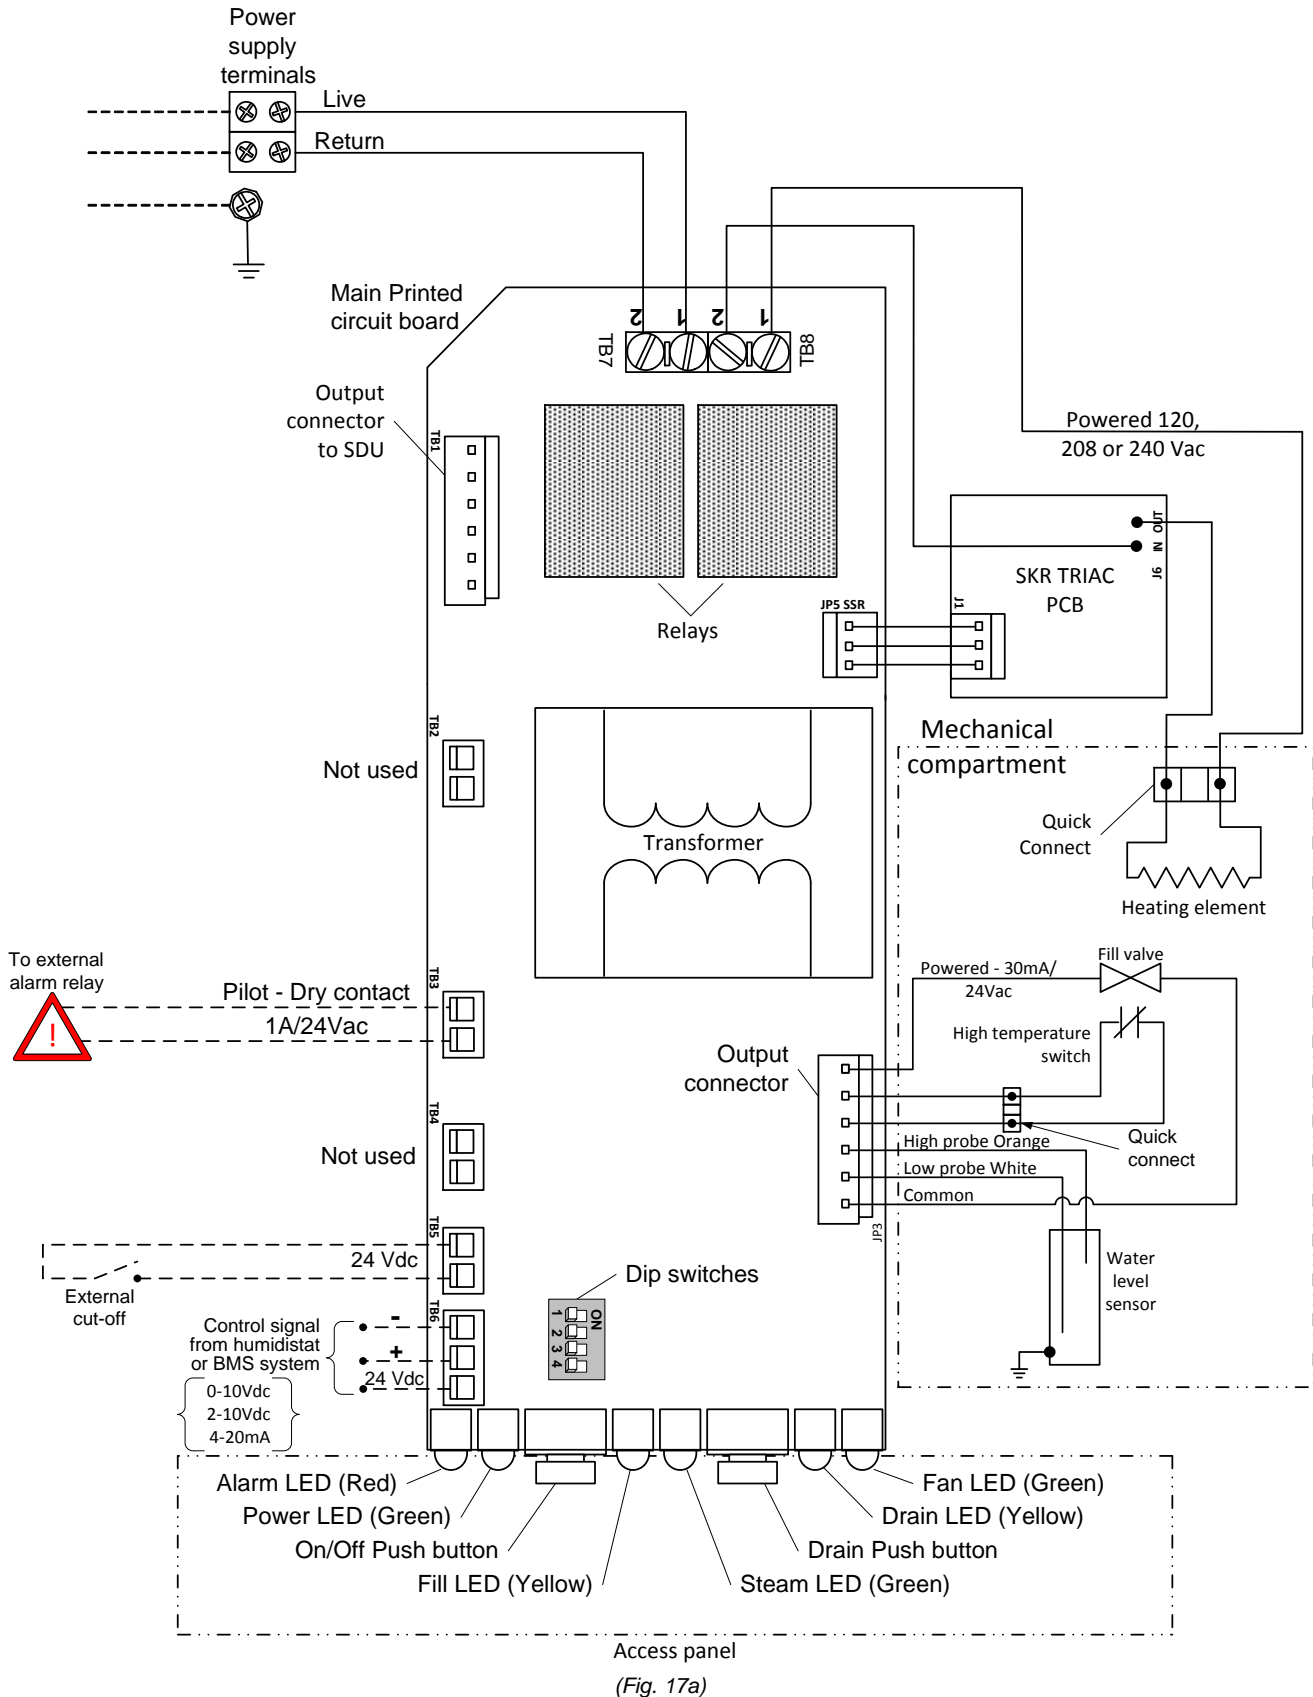 Power
supply
terminals
Live
Return
Main Printed
circuit board
2 1 2 1
TB7
TB8
Output
connector
to SDU
TB1
Powered 120,
208 or 240 Vac
Relays
JP5 SSR
J1
SKR TRIAC
PCB
IN OUT
J6
TB2
Not used
Transformer
Mechanical
compartment
Quick
Connect
Heating element
To external
alarm relay
!
Pilot - Dry contact
1A/24Vac
TB3
Powered - 30mA/
24Vac
Fill valve
High temperature
switch
Output
connector
TB4
Not used
High probe Orange
Low probe White
Common
Quick
connect
JP3
TB5
24 Vdc
External
cut-off
Dip switches
ON
1
2
3
4
Water
level
sensor
TB6
Control signal
from humidistat
or BMS system
-
+
24 Vdc
0-10Vdc
2-10Vdc
4-20mA
Alarm LED (Red)
Power LED (Green)
On/Off Push button
Fill LED (Yellow)
Fan LED (Green)
Drain LED (Yellow)
Drain Push button
Steam LED (Green)
Access panel
(Fig. 17a)